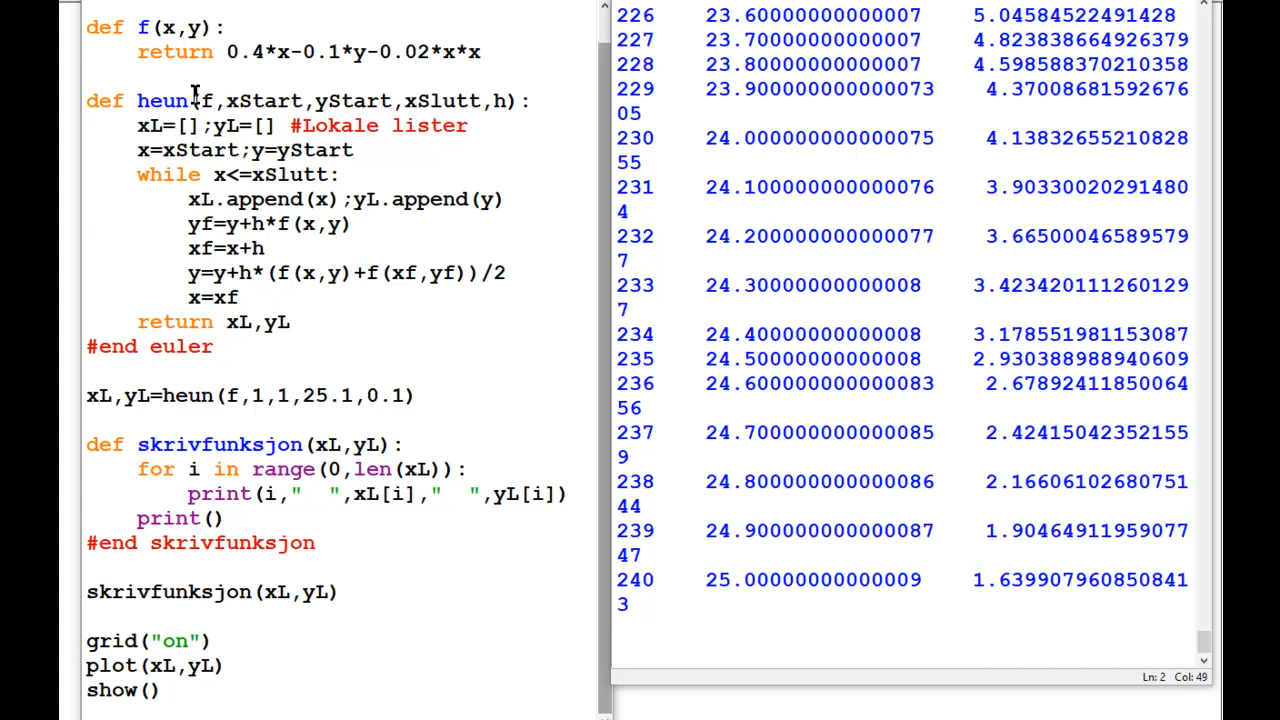 def f(x,y):
    return 0.4*x-0.1*y-0.02*x*x
def heun(f,xStart,yStart,xSlutt,h):
    xL=[];yL=[] #Lokale lister
    x=xStart;y=yStart
    while x<=xSlutt:
        xL.append(x);yL.append(y)
        yf=y+h*f(x,y)
        xf=x+h
        y=y+h*(f(x,y)+f(xf,yf))/2
        x=xf
    return xL,yL
#end euler
xL,yL=heun(f,1,1,25.1,0.1)
def skrivfunksjon(xL,yL):
    for i in range(0,len(xL)):
        print(i,"  ",xL[i],"  ",yL[i])
    print()
#end skrivfunksjon
skrivfunksjon(xL,yL)
grid("on")
plot(xL,yL)
show()
226    23.60000000000007    5.04584522491428
227    23.70000000000007    4.823838664926379
228    23.80000000000007    4.598588370210358
229    23.900000000000073    4.37008681592676
05
230    24.000000000000075    4.13832655210828
55
231    24.100000000000076    3.90330020291480
4
232    24.200000000000077    3.66500046589579
7
233    24.30000000000008    3.423420111260129
7
234    24.40000000000008    3.178551981153087
235    24.50000000000008    2.930388988940609
236    24.600000000000083    2.67892411850064
56
237    24.700000000000085    2.42415042352155
9
238    24.800000000000086    2.16606102680751
44
239    24.900000000000087    1.90464911959077
47
240    25.00000000000009    1.639907960850841
3
Ln: 2 Col: 49